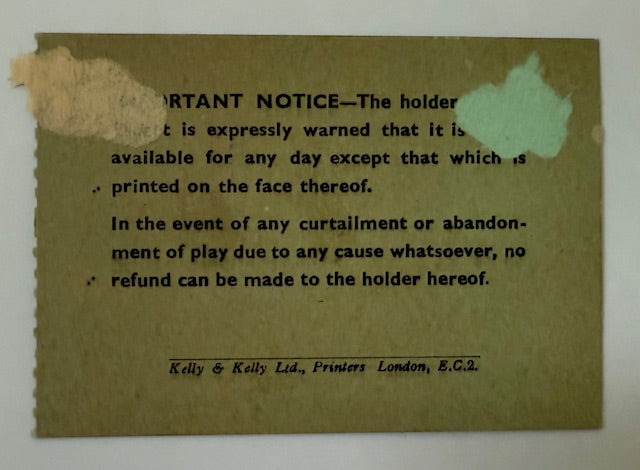 RTANT NOTICE—The holder
is expressly warned that it is
available for any day except that which is
printed on the face thereof.
In the event of any curtailment or abandon-
ment of play due to any cause whatsoever, no
refund can be made to the holder hereof.
Kelly & Kelly Ltd., Printers London, E.C.2.